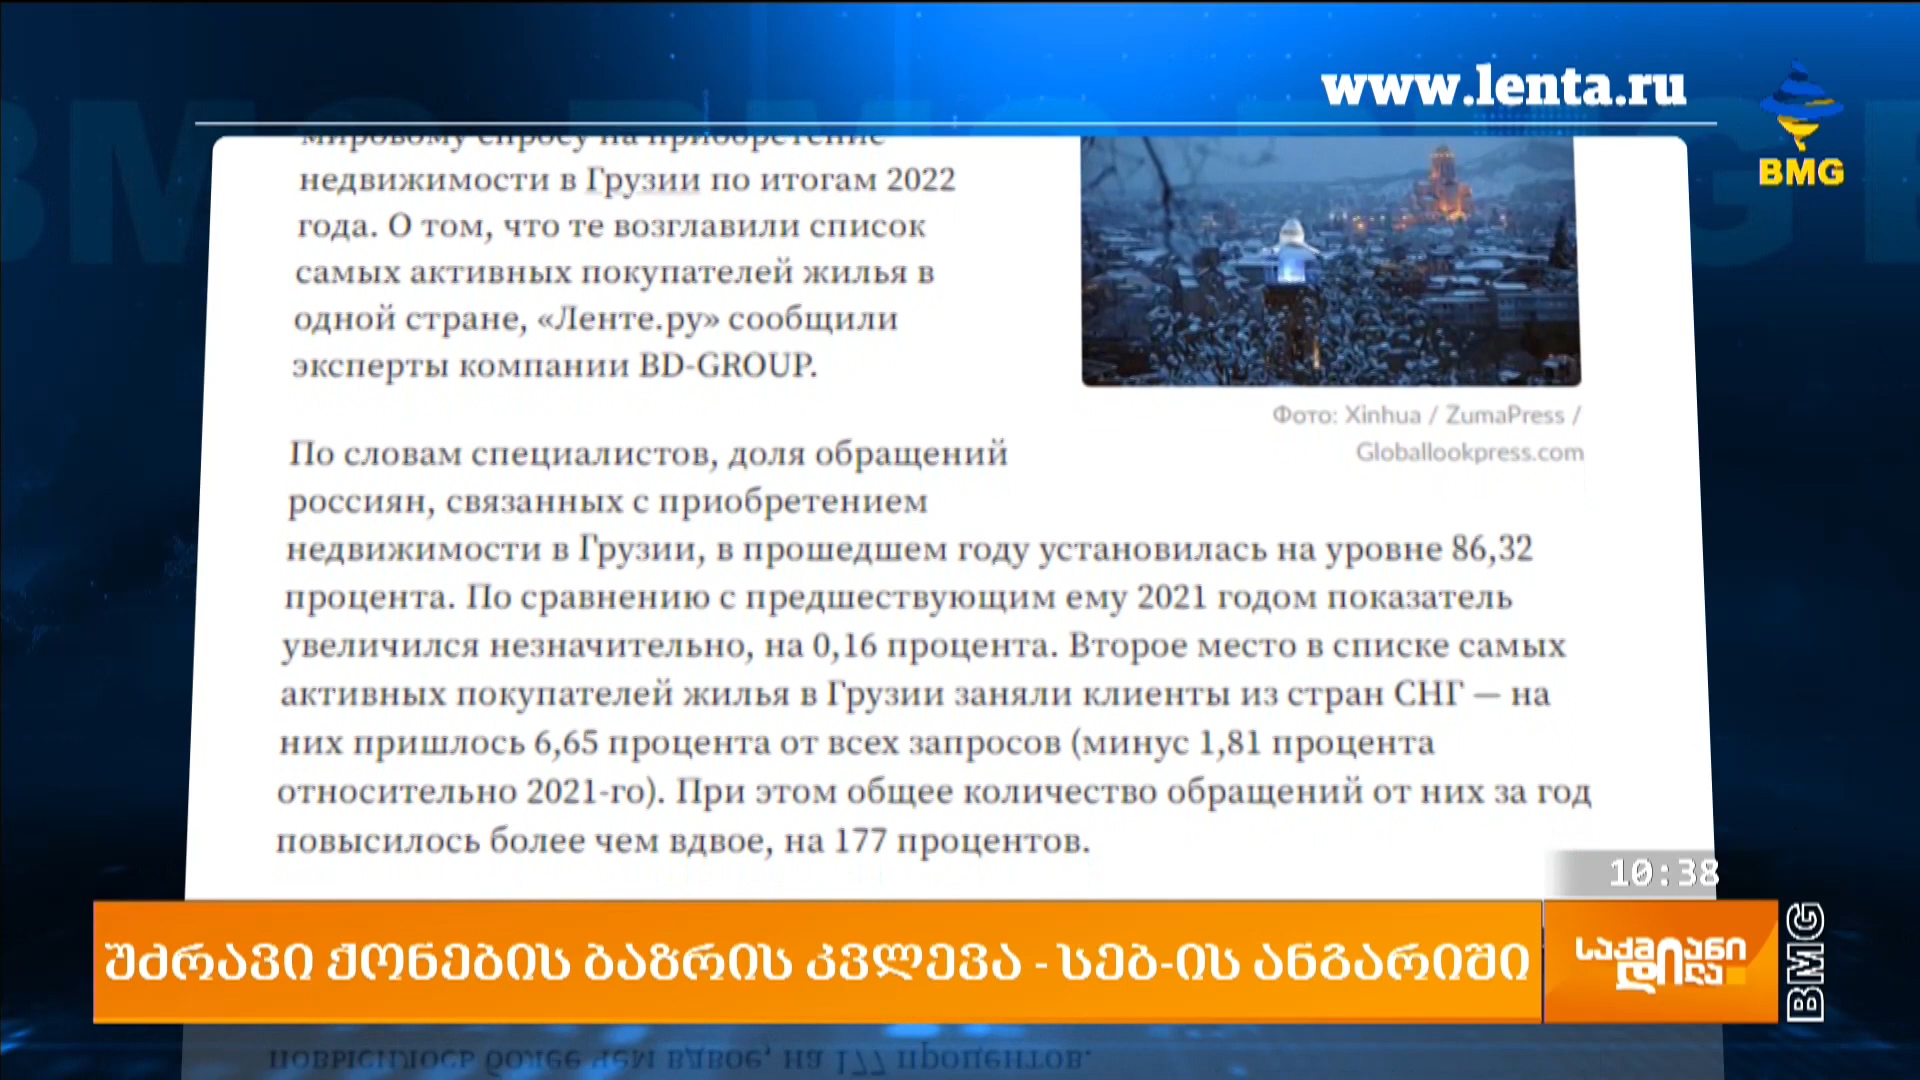 www.lenta.ru
BMG
мировому спросу на приобретение
недвижимости в Грузии по итогам 2022
года. О том, что те возглавили список
самых активных покупателей жилья в
одной стране, «Ленте.ру» сообщили
эксперты компании BD-GROUP.
Фото: Xinhua / ZumaPress /
Globallookpress.com
По словам специалистов, доля обращений
россиян, связанных с приобретением
недвижимости в Грузии, в прошедшем году установилась на уровне 86,32
процента. По сравнению с предшествующим ему 2021 годом показатель
увеличился незначительно, на 0,16 процента. Второе место в списке самых
активных покупателей жилья в Грузии заняли клиенты из стран СНГ — на
них пришлось 6,65 процента от всех запросов (минус 1,81 процента
относительно 2021-го). При этом общее количество обращений от них за год
повысилось более чем вдвое, на 177 процентов.
10:38
უძრავი ქონების ბაზრის კვლევა - სებ-ის ანგარიში
საქმიანი
დილა
BMG